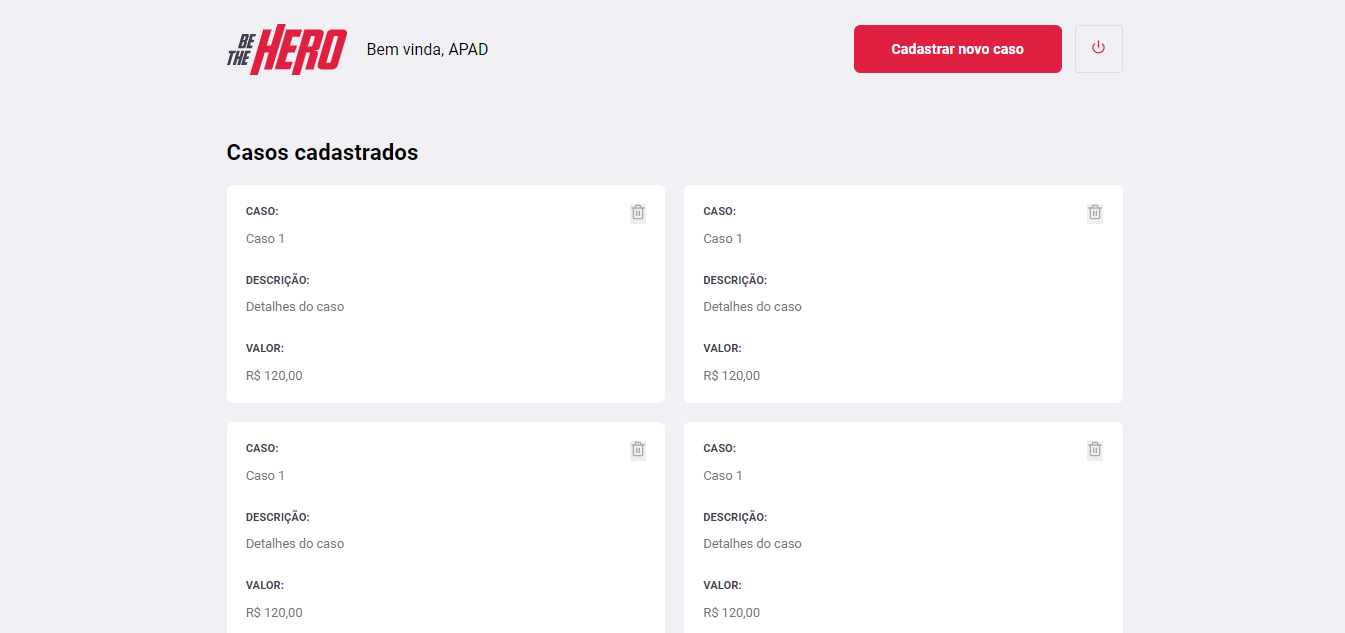 BE THE HERO
Bem vinda, APAD
Cadastrar novo caso
Casos cadastrados
CASO:
Caso 1
DESCRIÇÃO:
Detalhes do caso
VALOR:
R$ 120,00
CASO:
Caso 1
DESCRIÇÃO:
Detalhes do caso
VALOR:
R$ 120,00
CASO:
Caso 1
DESCRIÇÃO:
Detalhes do caso
VALOR:
R$ 120,00
CASO:
Caso 1
DESCRIÇÃO:
Detalhes do caso
VALOR:
R$ 120,00